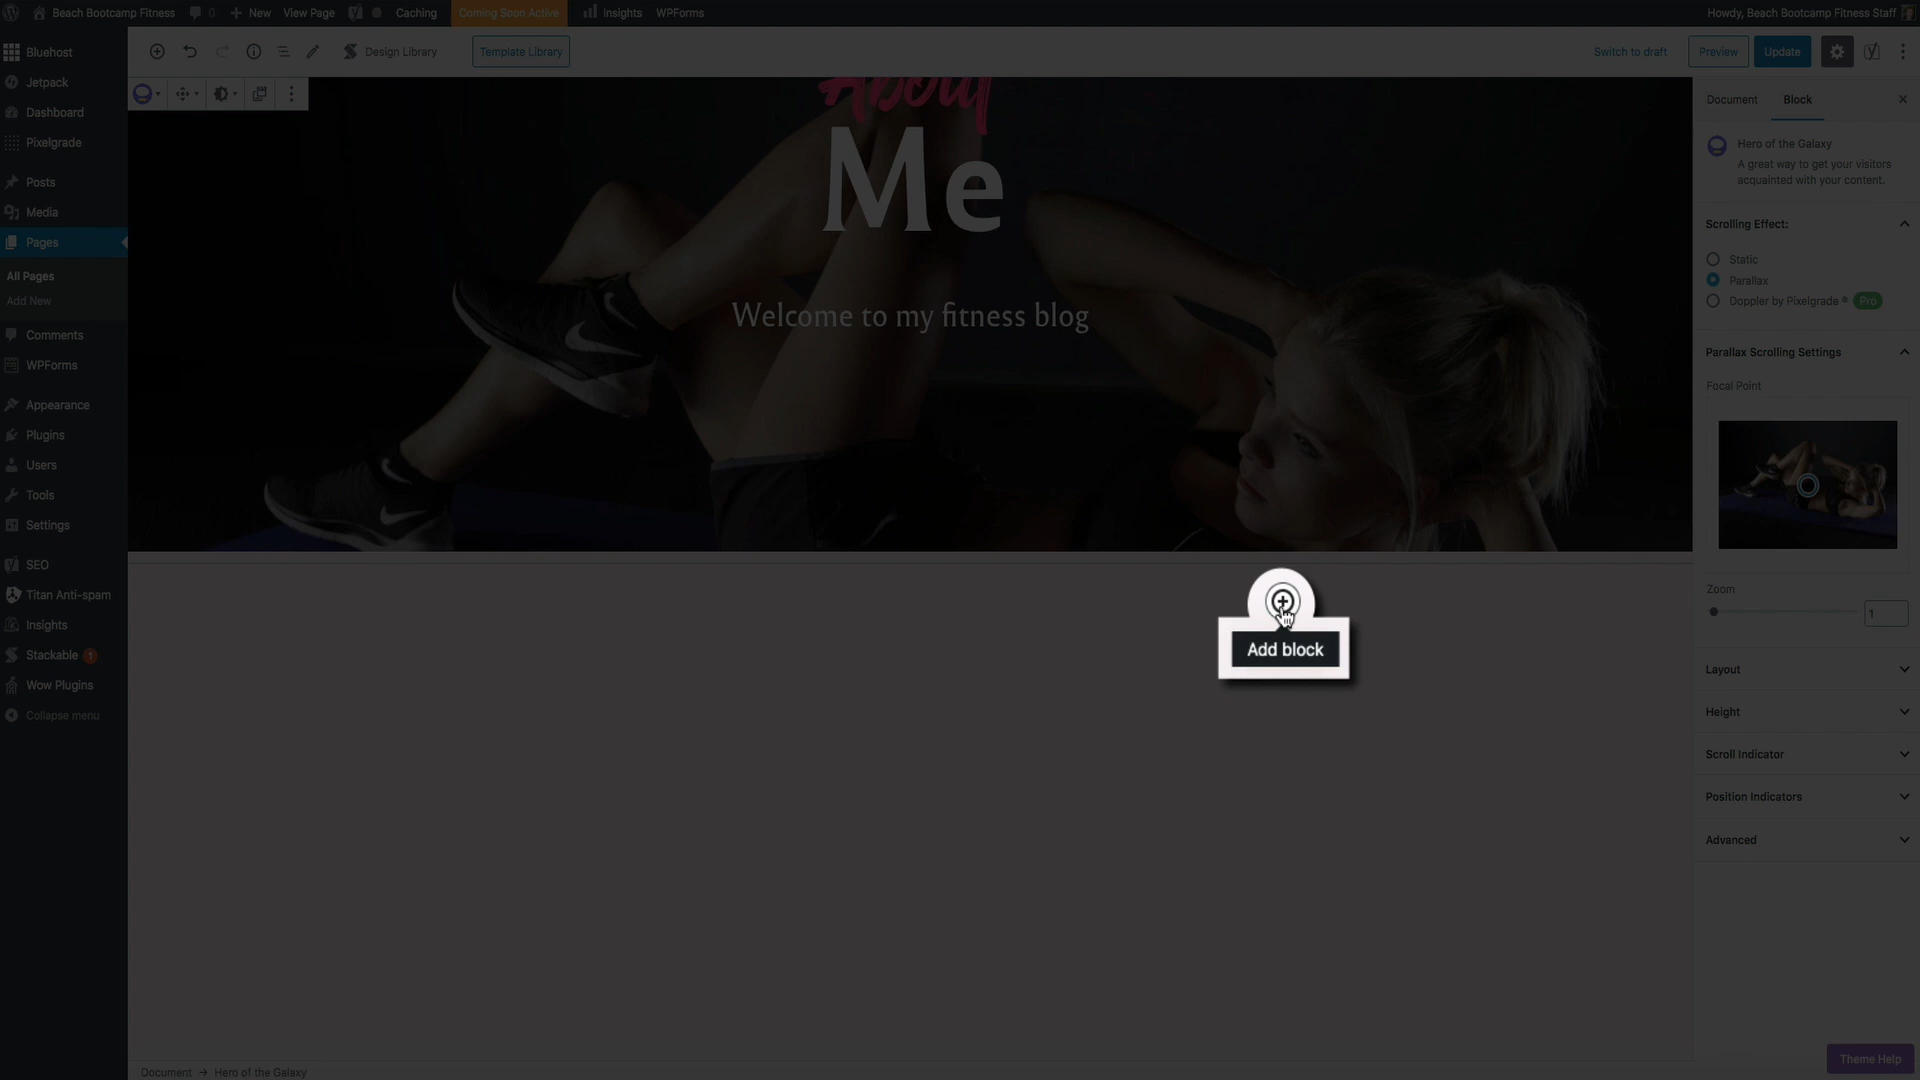 Beach Bootcamp Fitness 0 New View Page Caching Coming Soon Active Insights WPForms Howdy, Beach Bootcamp Fitness Staff
Bluehost
Jetpack
Dashboard
Pixelgrade
Posts
Media
Pages
All Pages
Add New
Comments
WPForms
Appearance
Plugins
Users
Tools
Settings
SEO
Titan Anti-spam
Insights
Stackable 1
Wow Plugins
Collapse menu
Design Library Template Library Switch to draft Preview Update
About
Me
Welcome to my fitness blog
Add block
Document Block
Hero of the Galaxy
A great way to get your visitors
acquainted with your content.
Scrolling Effect:
Static
Parallax
Doppler by Pixelgrade Pro
Parallax Scrolling Settings
Focal Point
Zoom
1
Layout
Height
Scroll Indicator
Position Indicators
Advanced
Theme Help
Document → Hero of the Galaxy